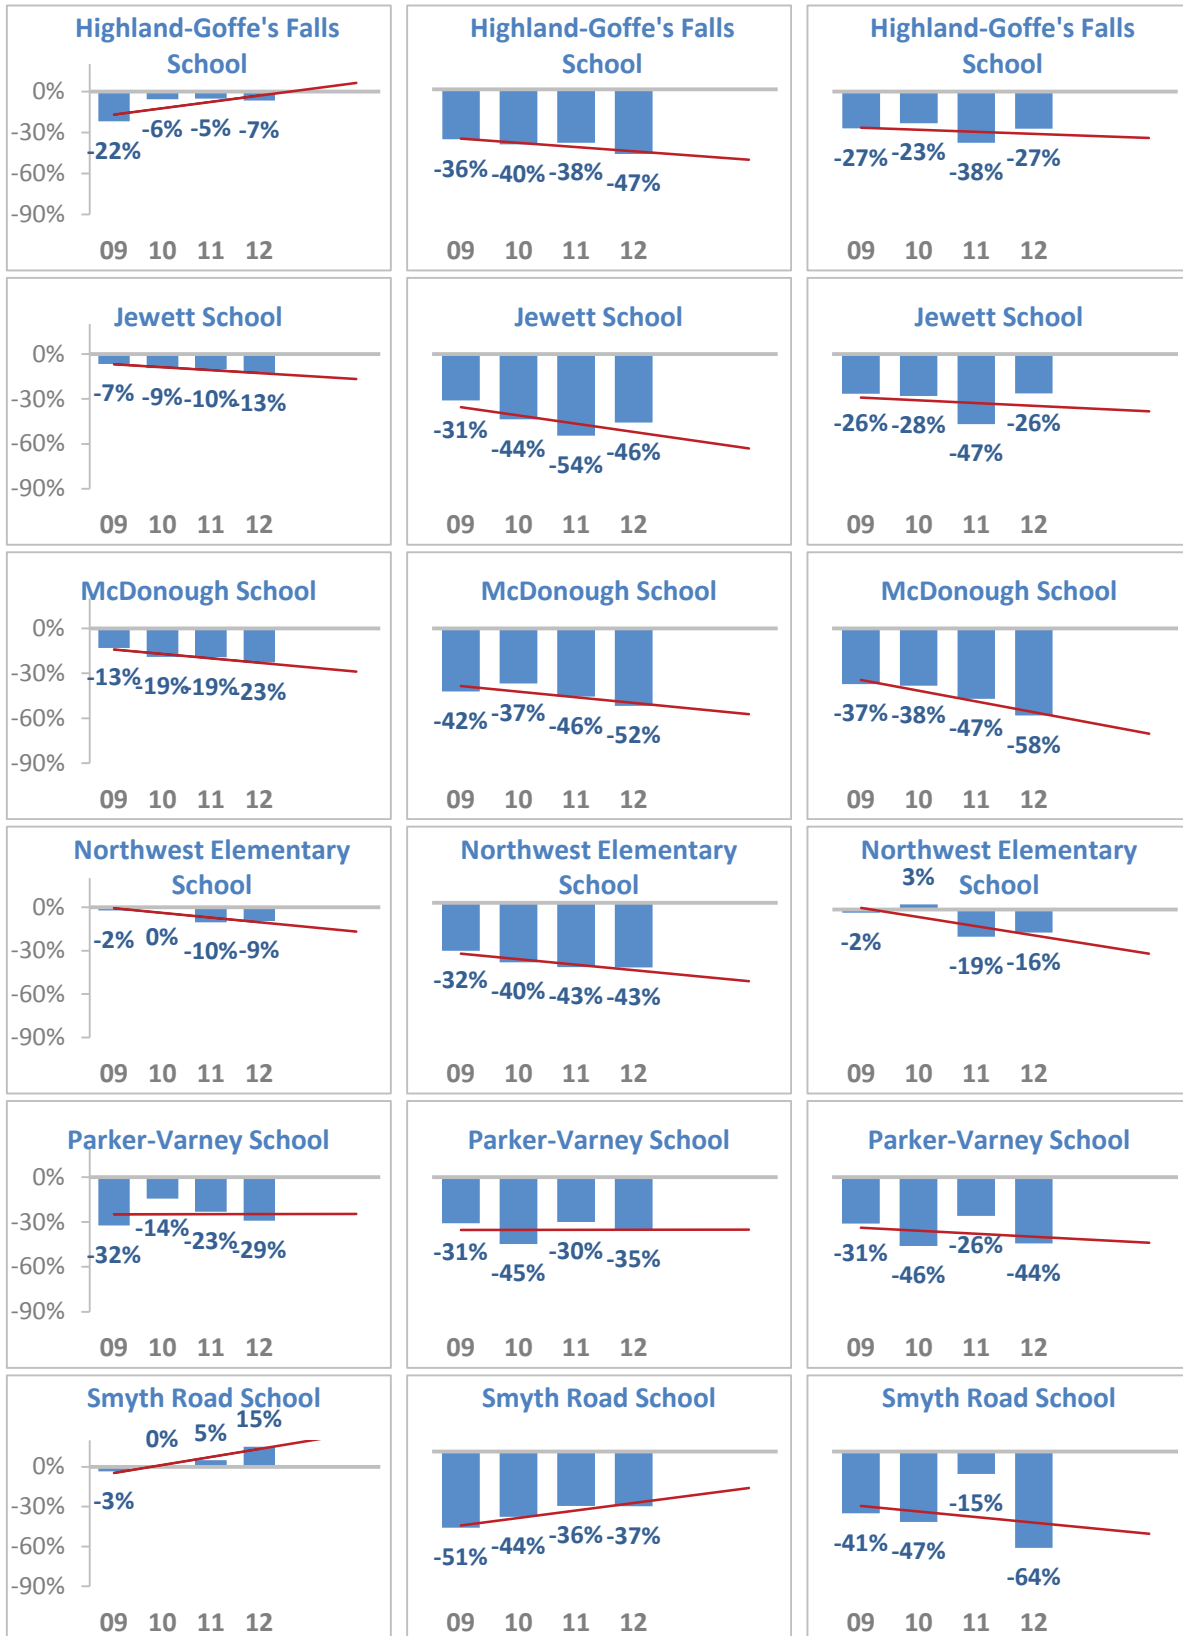 Highland-Goffe's Falls
School
0%
-30%
-60%
-90%
-22%
-6%
-5%
-7%
09 10 11 12
Highland-Goffe's Falls
School
-36%
-40%
-38%
-47%
09 10 11 12
Highland-Goffe's Falls
School
-27%
-23%
-38%
-27%
09 10 11 12
Jewett School
0%
-30%
-60%
-90%
-7%
-9%
-10%
-13%
09 10 11 12
Jewett School
-31%
-44%
-54%
-46%
09 10 11 12
Jewett School
-26%
-28%
-47%
-26%
09 10 11 12
McDonough School
0%
-30%
-60%
-90%
-13%
-19%
-19%
-23%
09 10 11 12
McDonough School
-42%
-37%
-46%
-52%
09 10 11 12
McDonough School
-37%
-38%
-47%
-58%
09 10 11 12
Northwest Elementary
School
0%
-30%
-60%
-90%
-2%
0%
-10%
-9%
09 10 11 12
Northwest Elementary
School
-32%
-40%
-43%
-43%
09 10 11 12
Northwest Elementary
School
-2%
3%
-19%
-16%
09 10 11 12
Parker-Varney School
0%
-30%
-60%
-90%
-32%
-14%
-23%
-29%
09 10 11 12
Parker-Varney School
-31%
-45%
-30%
-35%
09 10 11 12
Parker-Varney School
-31%
-46%
-26%
-44%
09 10 11 12
Smyth Road School
0%
-30%
-60%
-90%
-3%
0%
5%
15%
09 10 11 12
Smyth Road School
-51%
-44%
-36%
-37%
09 10 11 12
Smyth Road School
-41%
-47%
-15%
-64%
09 10 11 12